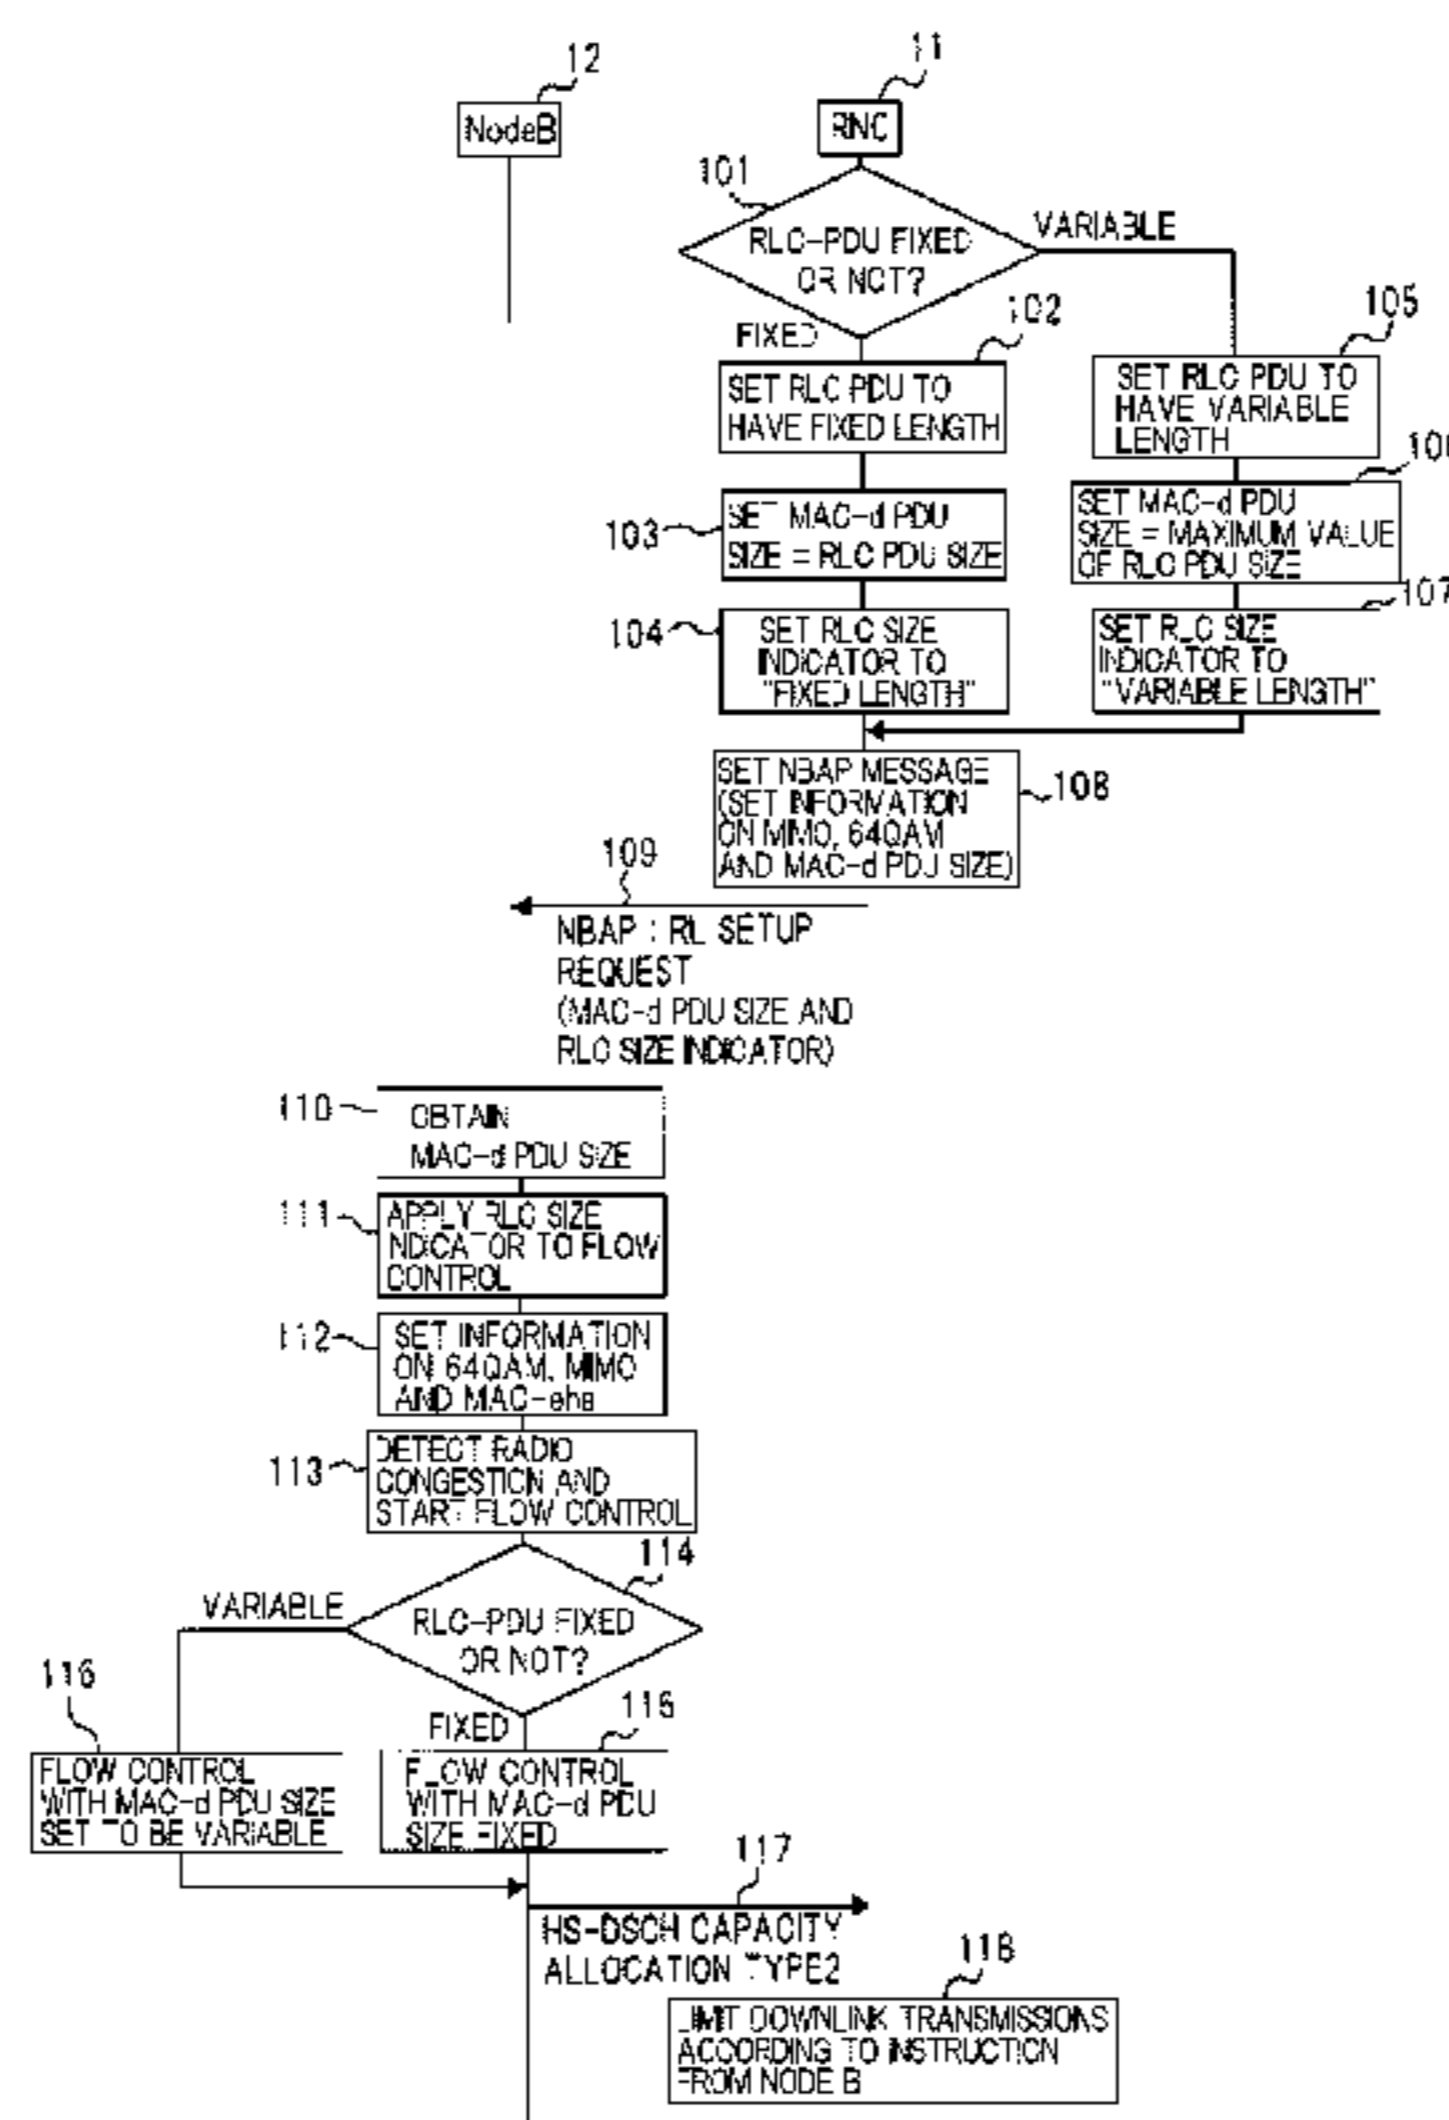 12
NodeB
11
RNC
101
RLC-PDU FIXED
OR NOT?
VARIABLE
FIXED
102
SET RLC PDU TO
HAVE FIXED LENGTH
105
SET RLC PDU TO
HAVE VARIABLE
LENGTH
103
SET MAC-d PDU
SIZE = RLC PDU SIZE
106
SET MAC-d PDU
SIZE = MAXIMUM VALUE
OF RLC PDU SIZE
104
SET RLC SIZE
INDICATOR TO
"FIXED LENGTH"
107
SET RLC SIZE
INDICATOR TO
"VARIABLE LENGTH"
SET NBAP MESSAGE
(SET INFORMATION
ON MIMO, 64QAM
AND MAC-d PDU SIZE)
108
109
NBAP : RL SETUP
REQUEST
(MAC-d PDU SIZE AND
RLC SIZE INDICATOR)
110
OBTAIN
MAC-d PDU SIZE
111
APPLY RLC SIZE
INDICATOR TO FLOW
CONTROL
112
SET INFORMATION
ON 64QAM, MIMO
AND MAC-ehs
113
DETECT RADIO
CONGESTION AND
START FLOW CONTROL
114
RLC-PDU FIXED
OR NOT?
VARIABLE
FIXED
116
FLOW CONTROL
WITH MAC-d PDU SIZE
SET TO BE VARIABLE
115
FLOW CONTROL
WITH MAC-d PDU
SIZE FIXED
117
HS-DSCH CAPACITY
ALLOCATION TYPE2
118
LIMIT DOWNLINK TRANSMISSIONS
ACCORDING TO INSTRUCTION
FROM NODE B